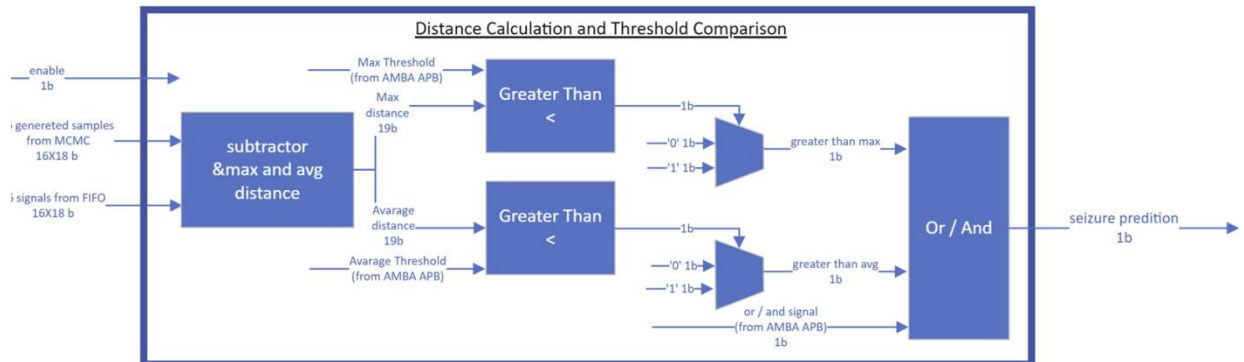 Distance Calculation and Threshold Comparison
enable
1b
genereted samples
from MCMC
16X18 b
signals from FIFO
16X18 b
subtractor
&max and avg
distance
Max Threshold
(from AMBA APB)
Max
distance
19b
Avarage
distance
19b
Avarage Threshold
(from AMBA APB)
Greater Than
<
Greater Than
<
1b
'0' 1b
'1' 1b
greater than max
1b
1b
'0' 1b
'1' 1b
greater than avg
1b
or / and signal
(from AMBA APB)
1b
Or / And
seizure predition
1b